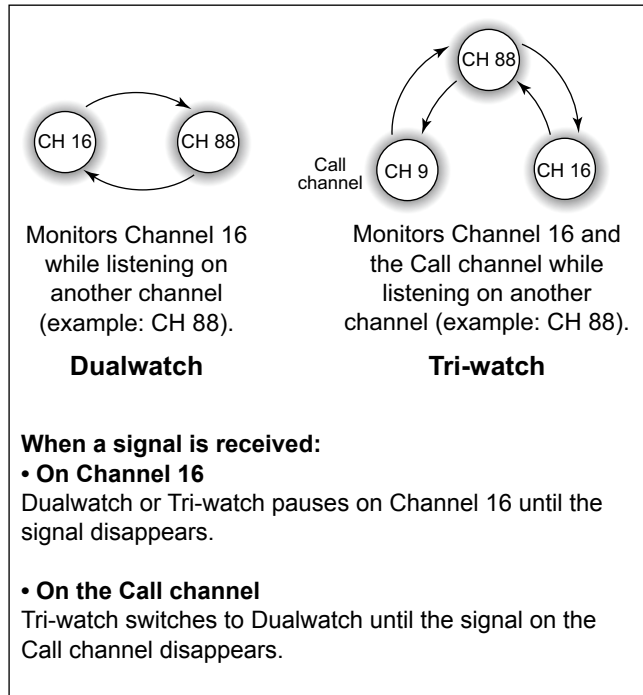 CH 16
CH 88
Monitors Channel 16
while listening on
another channel
(example: CH 88).
Dualwatch
CH 88
Call
channel
CH 9
CH 16
Monitors Channel 16 and
the Call channel while
listening on another
channel (example: CH 88).
Tri-watch
When a signal is received:
• On Channel 16
Dualwatch or Tri-watch pauses on Channel 16 until the
signal disappears.
• On the Call channel
Tri-watch switches to Dualwatch until the signal on the
Call channel disappears.